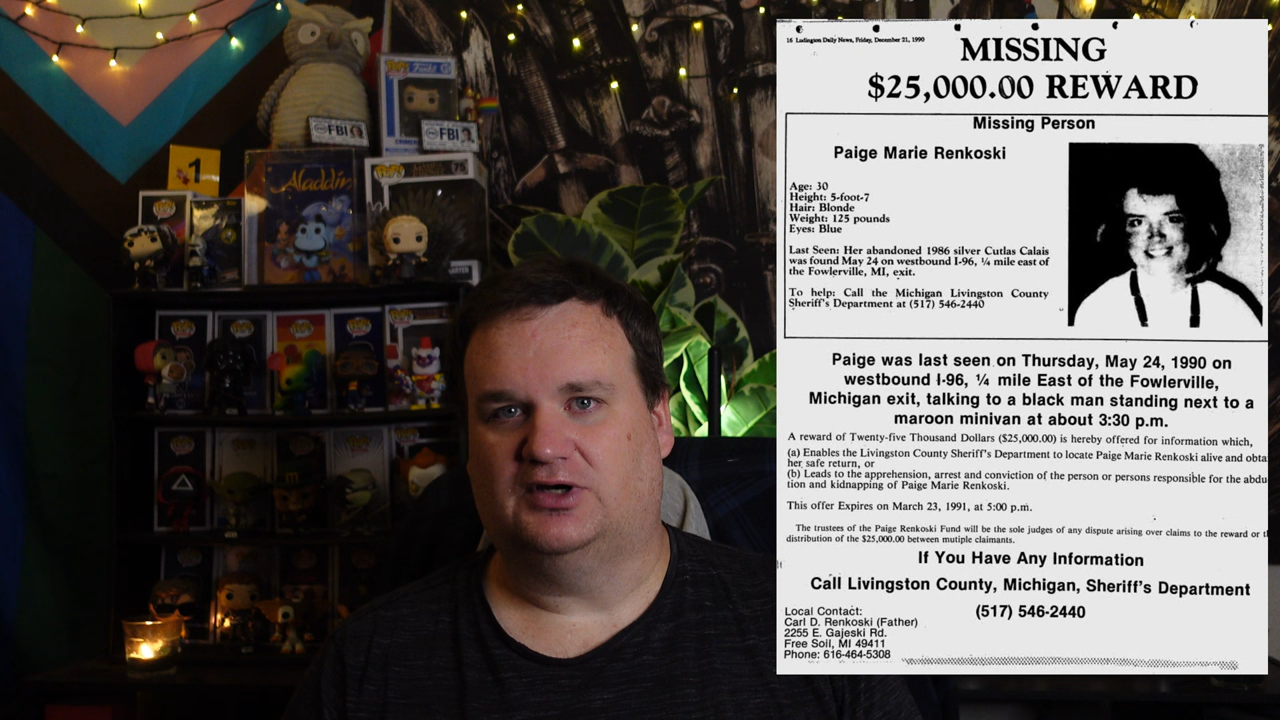 FBI
FBI
1
Aladdin
16 Ludington Daily News, Friday, December 21, 1990
MISSING
$25,000.00 REWARD
Missing Person
Paige Marie Renkoski
Age: 30
Height: 5-foot-7
Hair: Blonde
Weight: 125 pounds
Eyes: Blue
Last Seen: Her abandoned 1986 silver Cutlas Calais
was found May 24 on westbound I-96, ¼ mile east of
the Fowlerville, MI, exit.
To help: Call the Michigan Livingston County
Sheriff's Department at (517) 546-2440
Paige was last seen on Thursday, May 24, 1990 on
westbound I-96, ¼ mile East of the Fowlerville,
Michigan exit, talking to a black man standing next to a
maroon minivan at about 3:30 p.m.
A reward of Twenty-five Thousand Dollars ($25,000.00) is hereby offered for information which,
(a) Enables the Livingston County Sheriff's Department to locate Paige Marie Renkoski alive and obta
her safe return, or
(b) Leads to the apprehension, arrest and conviction of the person or persons responsible for the abdu
tion and kidnapping of Paige Marie Renkoski.
This offer Expires on March 23, 1991, at 5:00 p.m.
The trustees of the Paige Renkoski Fund will be the sole judges of any dispute arising over claims to the reward or t
distribution of the $25,000.00 between mutiple claimants.
If You Have Any Information
Call Livingston County, Michigan, Sheriff's Department
(517) 546-2440
Local Contact:
Carl D. Renkoski (Father)
2255 E. Gajeski Rd.
Free Soil, MI 49411
Phone: 616-464-5308